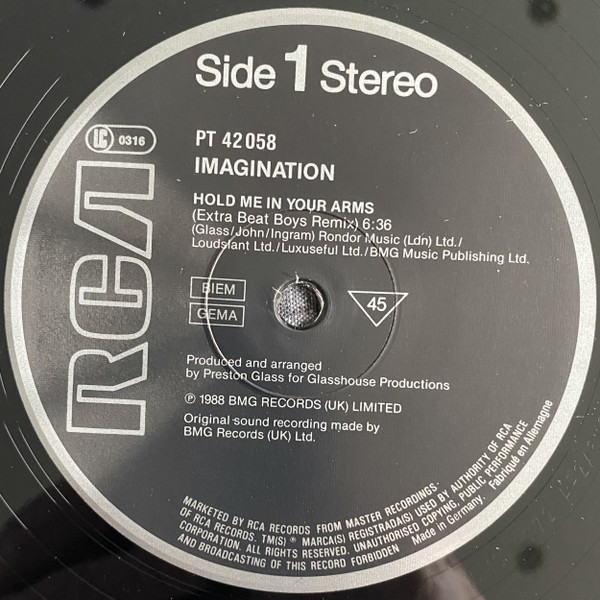 Side 1 Stereo
PT 42058
LC 0316
IMAGINATION
RCA
HOLD ME IN YOUR ARMS
(Extra Beat Boys Remix) 6:36
(Glass/John/Ingram) Rondor Music (Ldn) Ltd./
Loudslant Ltd./Luxuseful Ltd./BMG Music Publishing Ltd.
BIEM
GEMA
45
Produced and arranged
by Preston Glass for Glasshouse Productions
℗ 1988 BMG RECORDS (UK) LIMITED
Original sound recording made by
BMG Records (UK) Ltd.
MARKETED BY RCA RECORDS FROM MASTER RECORDINGS·
OF RCA RECORDS. TM(S) ® MARCA(S) REGISTRADA(S) USED BY AUTHORITY OF RCA
CORPORATION. ALL RIGHTS RESERVED. UNAUTHORISED COPYING, PUBLIC PERFORMANCE
AND BROADCASTING OF THIS RECORD FORBIDDEN Made in Germany. Fabriqué en Allemagne